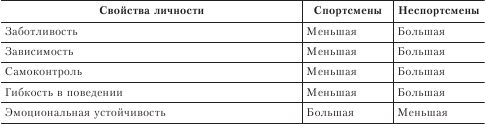 Свойства личности Спортсмены Неспортсмены
Заботливость Меньшая Большая
Зависимость Меньшая Большая
Самоконтроль Меньшая Большая
Гибкость в поведении Меньшая Большая
Эмоциональная устойчивость Большая Меньшая